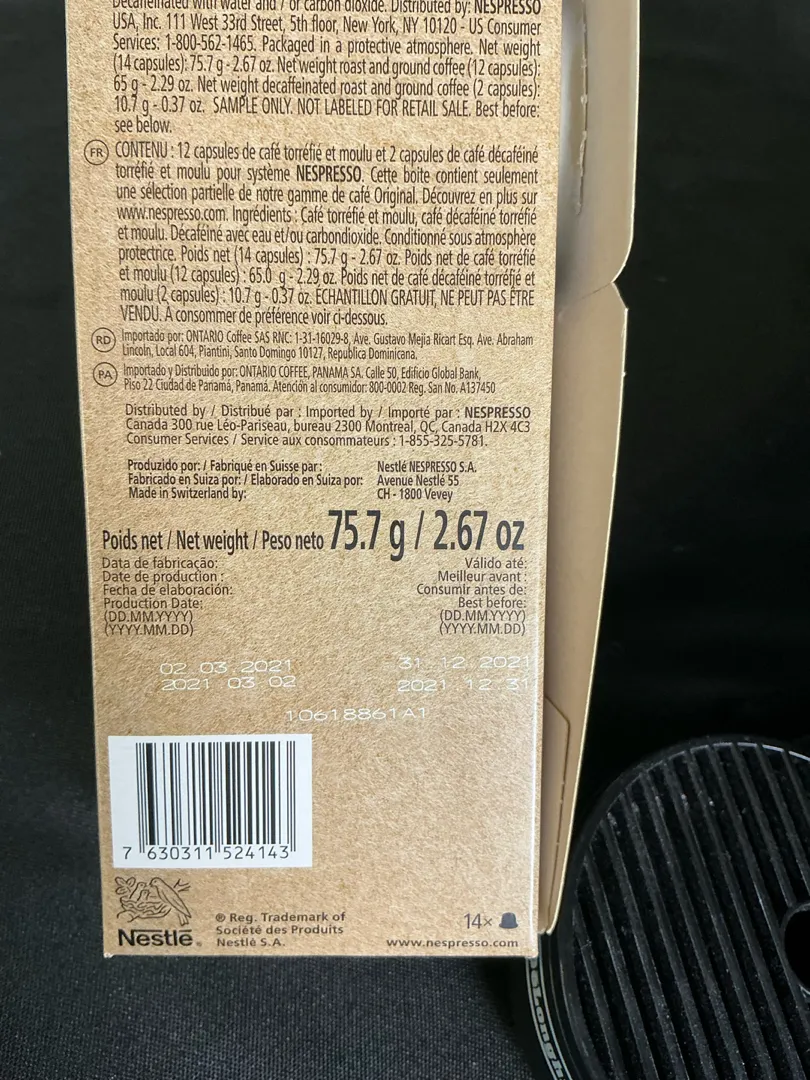 Decaffeinated with water and / or carbon dioxide. Distributed by: NESPRESSO
USA, Inc. 111 West 33rd Street, 5th floor, New York, NY 10120 - US Consumer
Services: 1-800-562-1465. Packaged in a protective atmosphere. Net weight
(14 capsules): 75.7 g - 2.67 oz. Net weight roast and ground coffee (12 capsules):
65 g - 2.29 oz. Net weight decaffeinated roast and ground coffee (2 capsules):
10.7 g - 0.37 oz. SAMPLE ONLY. NOT LABELED FOR RETAIL SALE. Best before:
see below.
FR CONTENU : 12 capsules de café torréfié et moulu et 2 capsules de café décaféiné
torréfié et moulu pour système NESPRESSO. Cette boite contient seulement
une sélection partielle de notre gamme de café Original. Découvrez en plus sur
www.nespresso.com. Ingrédients : Café torréfié et moulu, café décaféiné torréfié
et moulu. Décaféiné avec eau et/ou carbondioxide. Conditionné sous atmosphère
protectrice. Poids net (14 capsules) : 75.7 g - 2.67 oz. Poids net de café torréfié
et moulu (12 capsules) : 65.0 g - 2.29 oz. Poids net de café décaféiné torréfié et
moulu (2 capsules) : 10.7 g - 0.37 oz. ECHANTILLON GRATUIT, NE PEUT PAS ÊTRE
VENDU. A consommer de préférence voir ci-dessous.
RD Importado por: ONTARIO Coffee SAS RNC: 1-31-16029-8, Ave. Gustavo Mejia Ricart Esq. Ave. Abraham
Lincoln, Local 604, Piantini, Santo Domingo 10127, Republica Dominicana.
PA Importado y Distribuido por: ONTARIO COFFEE, PANAMA SA. Calle 50, Edificio Global Bank,
Piso 22 Ciudad de Panamá, Panamá. Atención al consumidor: 800-0002 Reg. San No. A137450
Distributed by / Distribué par : Imported by / Importé par : NESPRESSO
Canada 300 rue Léo-Pariseau, bureau 2300 Montréal, QC, Canada H2X 4C3
Consumer Services / Service aux consommateurs : 1-855-325-5781.
Produzido por: / Fabriqué en Suisse par : Nestlé NESPRESSO S.A.
Fabricado en Suiza por: / Elaborado en Suiza por: Avenue Nestlé 55
Made in Switzerland by: CH - 1800 Vevey
Poids net / Net weight / Peso neto 75.7 g / 2.67 oz
Data de fabricação: Válido até:
Date de production : Meilleur avant :
Fecha de elaboración: Consumir antes de:
Production Date: Best before:
(DD.MM.YYYY) (DD.MM.YYYY)
(YYYY.MM.DD) (YYYY.MM.DD)
02.03.2021 31.12.2021
2021.03.02 2021.12.31
10618861A1
7 630311 524143
Nestlé
® Reg. Trademark of
Société des Produits
Nestlé S.A.
14x
www.nespresso.com
DeLonghi